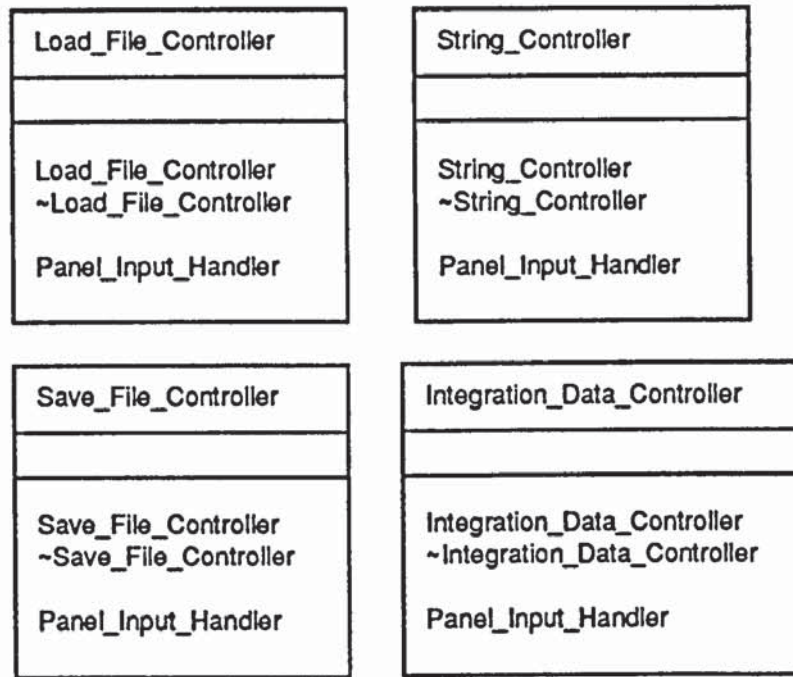 Load_File_Controller
Load_File_Controller
~Load_File_Controller
Panel_Input_Handler
String_Controller
String_Controller
~String_Controller
Panel_Input_Handler
Save_File_Controller
Save_File_Controller
~Save_File_Controller
Panel_Input_Handler
Integration_Data_Controller
Integration_Data_Controller
~Integration_Data_Controller
Panel_Input_Handler